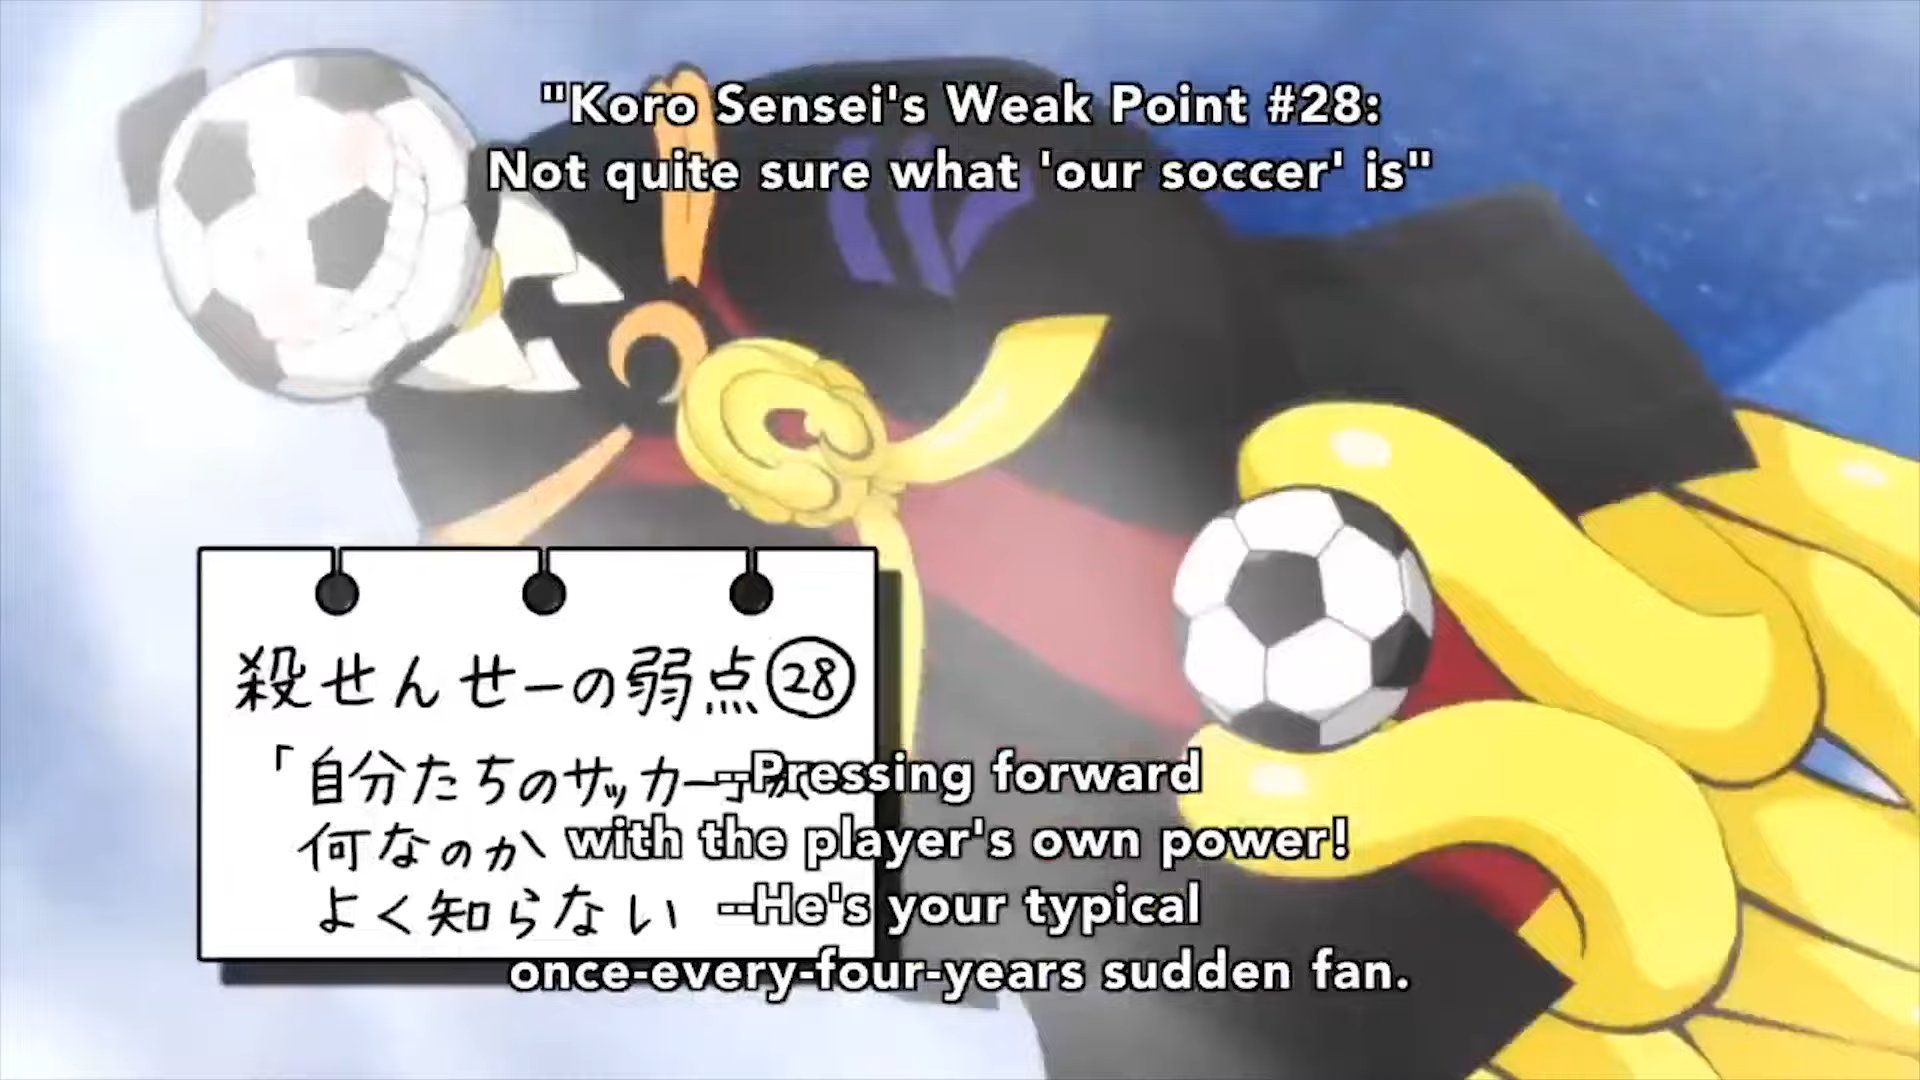 "Koro Sensei's Weak Point #28:
Not quite sure what 'our soccer' is"
殺せんせーの弱点㉘
「自分たちのサッカー」が
何なのか
よく知らない
--Pressing forward
with the player's own power!
--He's your typical
once-every-four-years sudden fan.